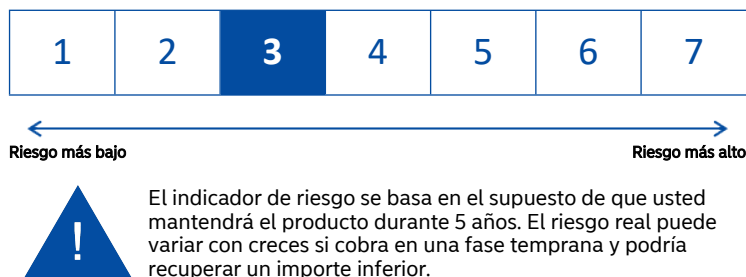 1 2 3 4 5 6 7
Riesgo más bajo Riesgo más alto
! El indicador de riesgo se basa en el supuesto de que usted
mantendrá el producto durante 5 años. El riesgo real puede
variar con creces si cobra en una fase temprana y podría
recuperar un importe inferior.